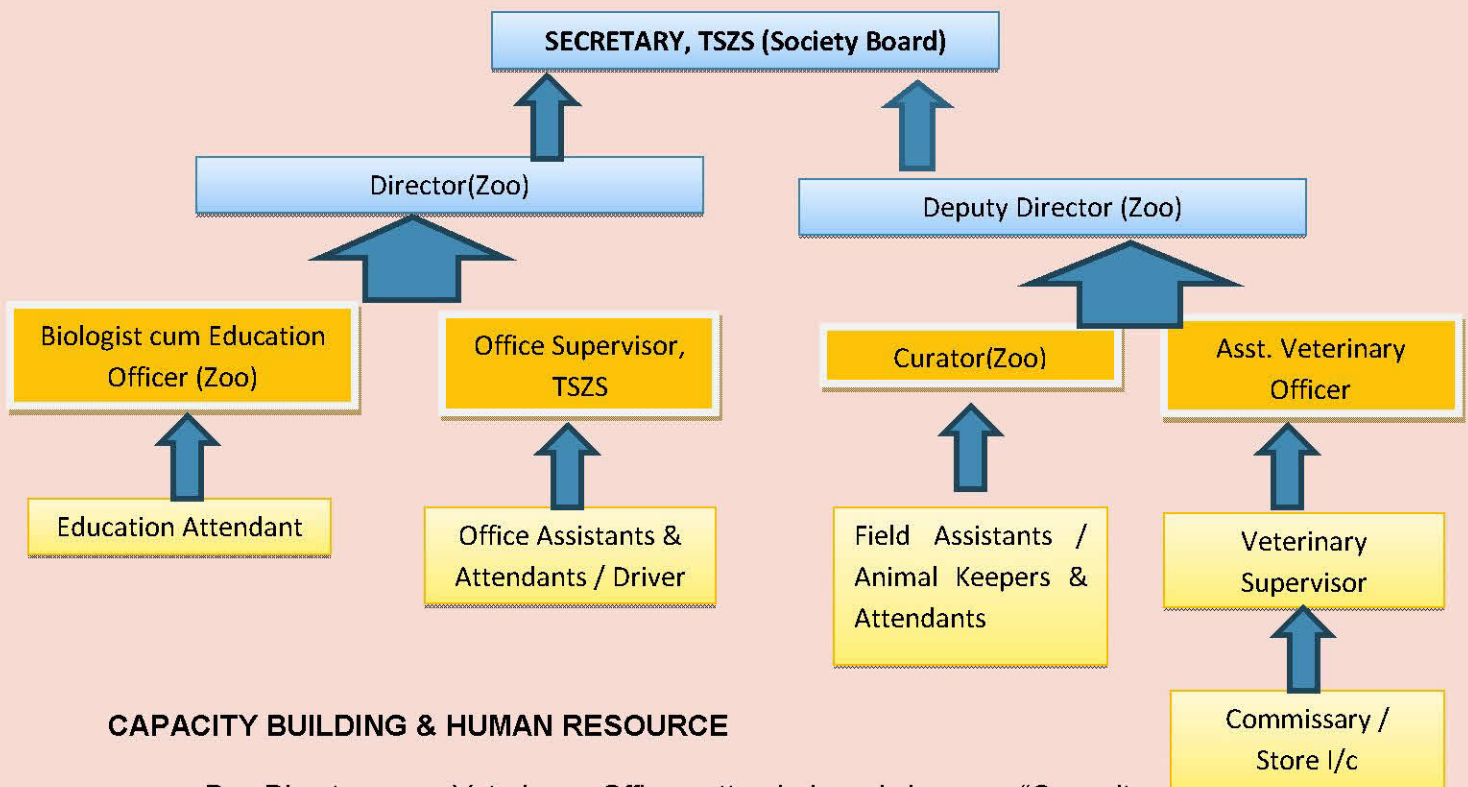 SECRETARY, TSZS (Society Board)
Director(Zoo)
Deputy Director (Zoo)
Biologist cum Education
Officer (Zoo)
Office Supervisor,
TSZS
Curator(Zoo)
Asst. Veterinary
Officer
Education Attendant
Office Assistants &
Attendants / Driver
Field Assistants /
Animal Keepers &
Attendants
Veterinary
Supervisor
Commissary /
Store I/c
CAPACITY BUILDING & HUMAN RESOURCE